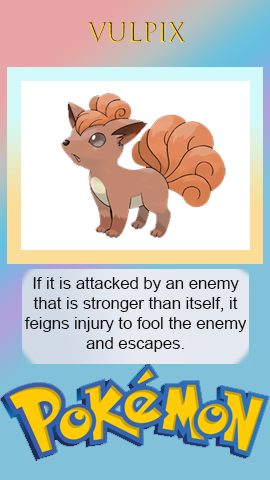 VULPIX
If it is attacked by an enemy
that is stronger than itself, it
feigns injury to fool the enemy
and escapes.
POKéMON